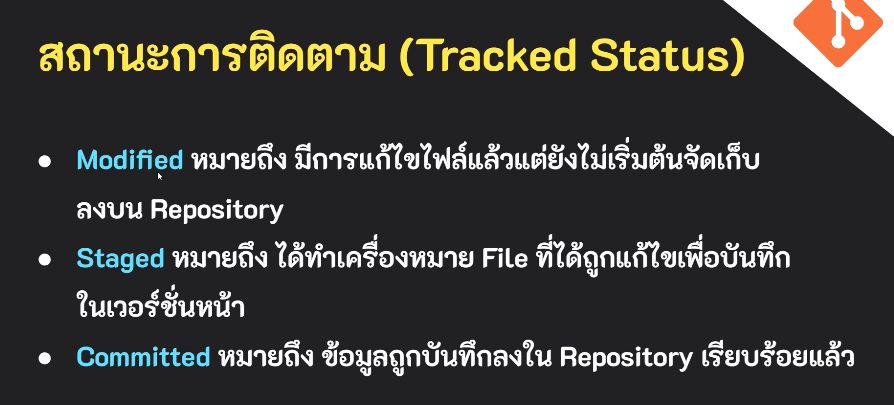 สถานะการติดตาม (Tracked Status)
● Modified หมายถึง มีการแก้ไขไฟล์แล้วแต่ยังไม่เริ่มต้นจัดเก็บ
ลงบน Repository
● Staged หมายถึง ได้ทำเครื่องหมาย File ที่ได้ถูกแก้ไขเพื่อบันทึก
ในเวอร์ชั่นหน้า
● Committed หมายถึง ข้อมูลถูกบันทึกลงใน Repository เรียบร้อยแล้ว